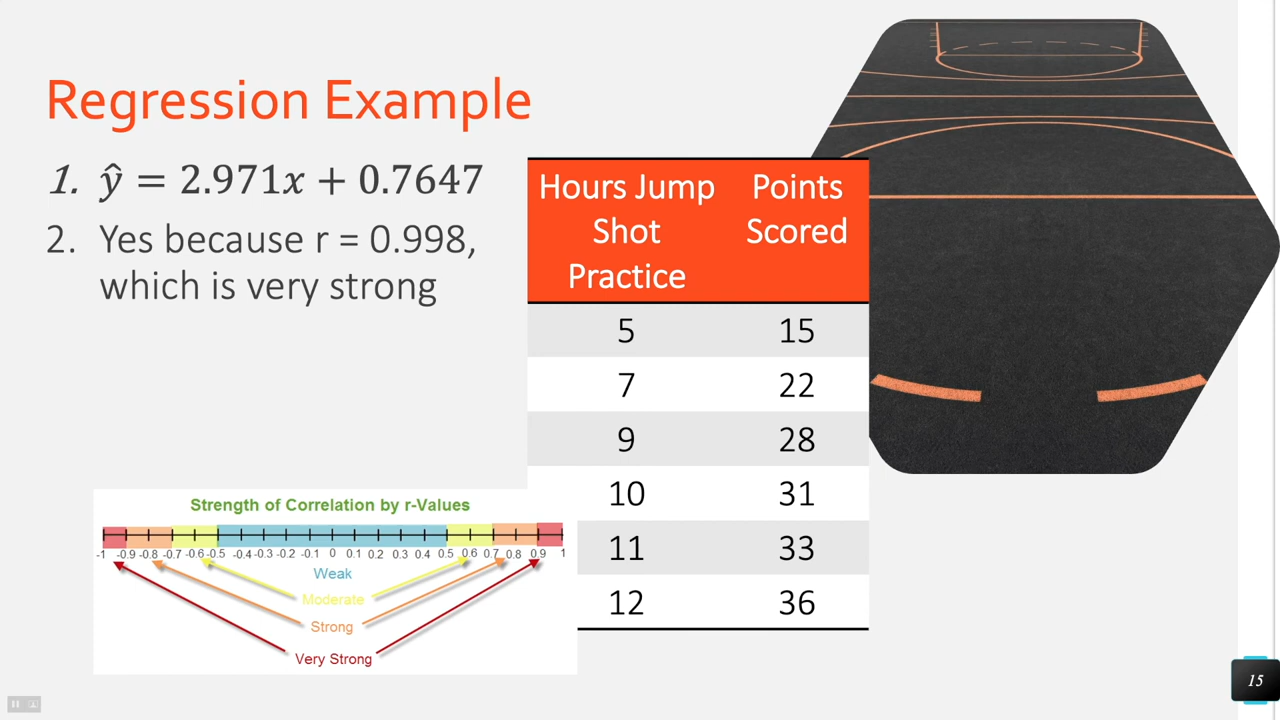 Regression Example
1. ŷ = 2.971x + 0.7647
2. Yes because r = 0.998,
which is very strong
Hours Jump Shot Practice Points Scored
5 15
7 22
9 28
10 31
11 33
12 36
Strength of Correlation by r-Values
-1 -0.9 -0.8 -0.7 -0.6 -0.5 -0.4 -0.3 -0.2 -0.1 0 0.1 0.2 0.3 0.4 0.5 0.6 0.7 0.8 0.9 1
Weak
Moderate
Strong
Very Strong
15